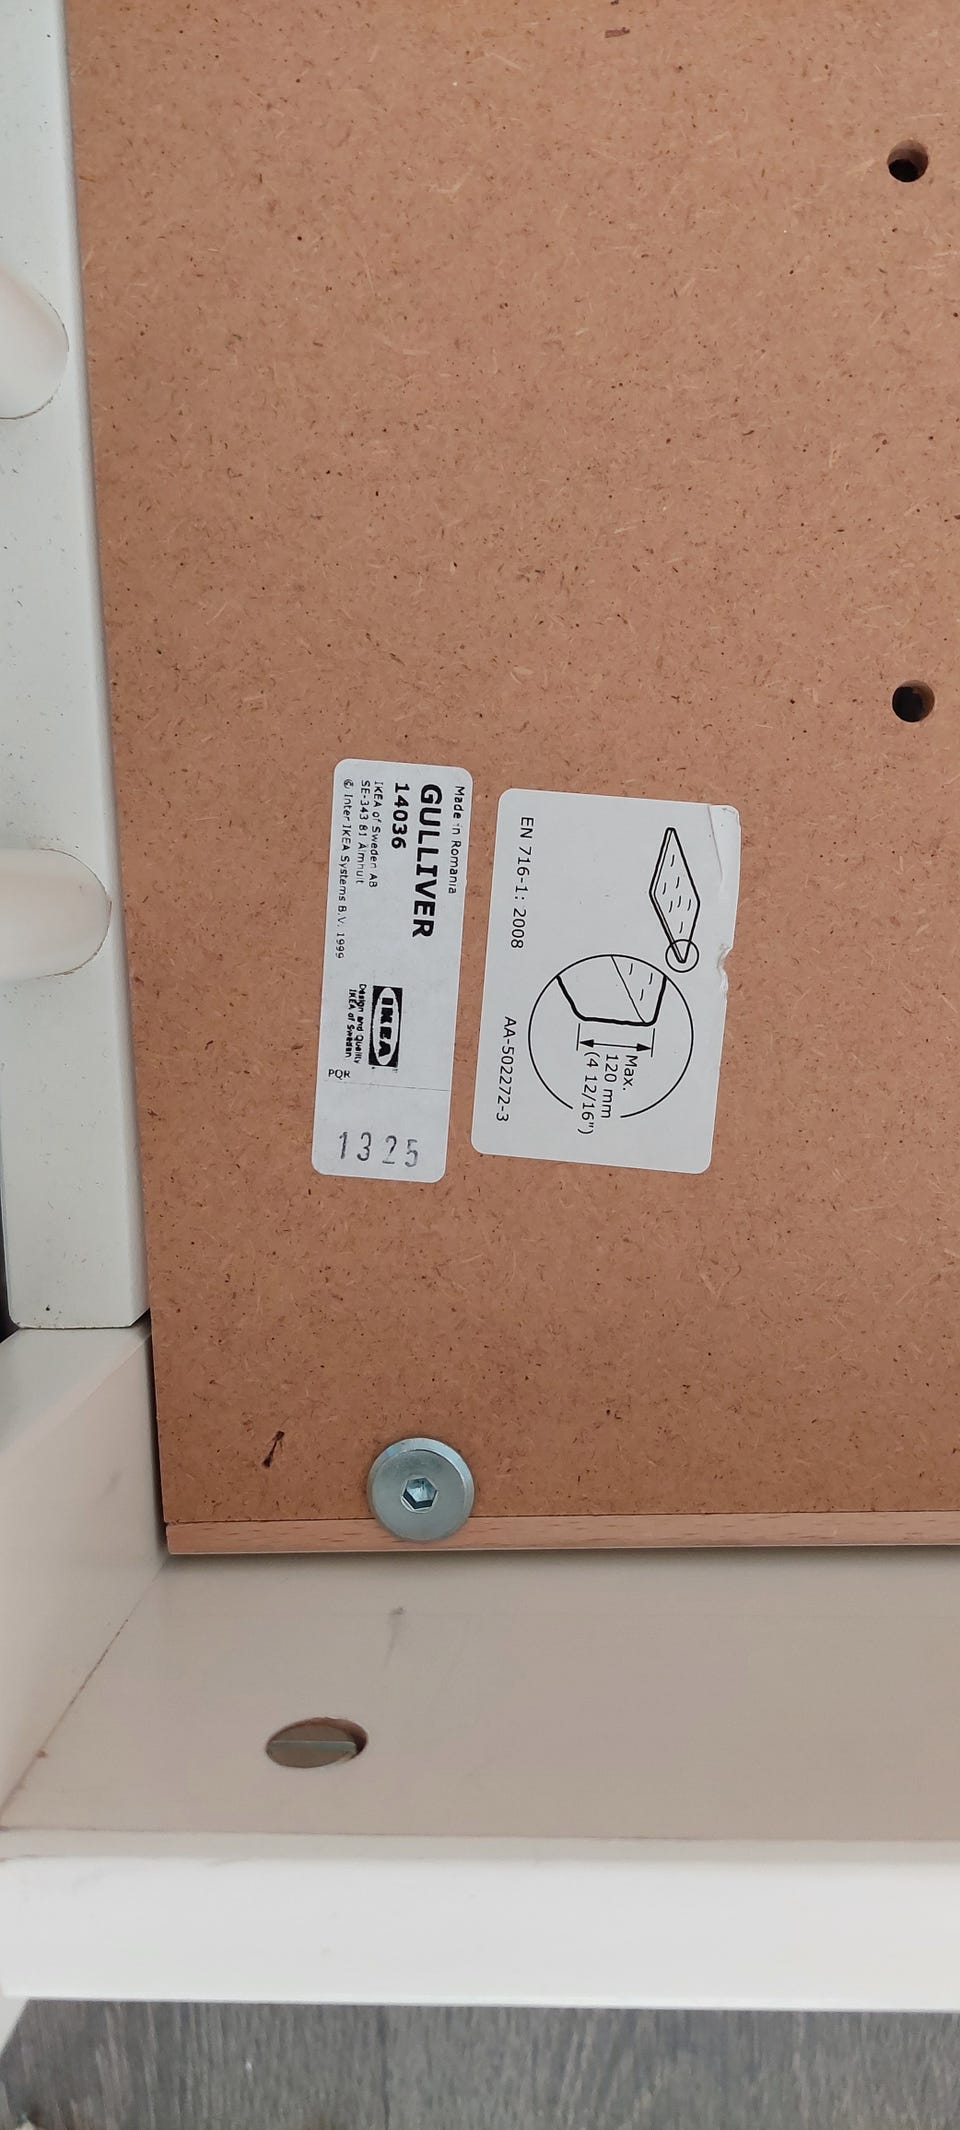 Made in Romania
GULLIVER
14036
IKEA of Sweden AB
SE-343 81 Älmhult
© Inter IKEA Systems B.V. 1999
IKEA
Design and Quality
IKEA of Sweden
PQR
1325
Max.
120 mm
(4 12/16")
EN 716-1: 2008
AA-502272-3